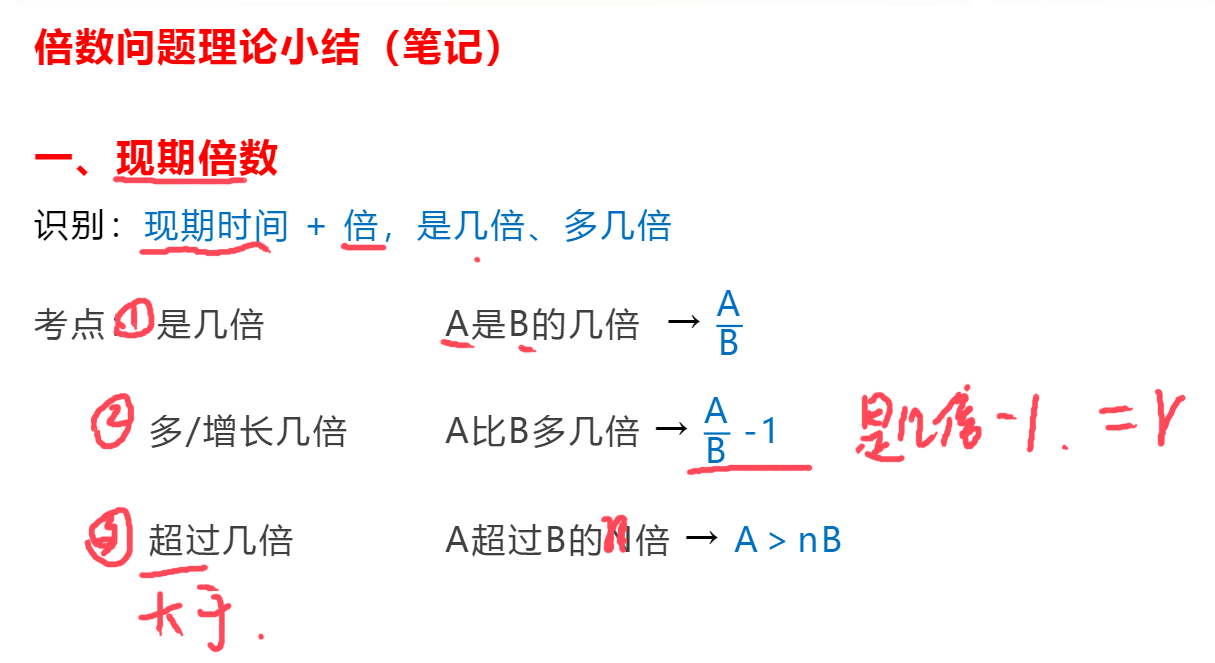 倍数问题理论小结（笔记）
一、现期倍数
识别：现期时间 + 倍，是几倍、多几倍
考点：① 是几倍 A是B的几倍 → A/B
② 多/增长几倍 A比B多几倍 → A/B -1 是几倍-1. = r
③ 超过几倍 A超过B的n倍 → A > nB
大于.